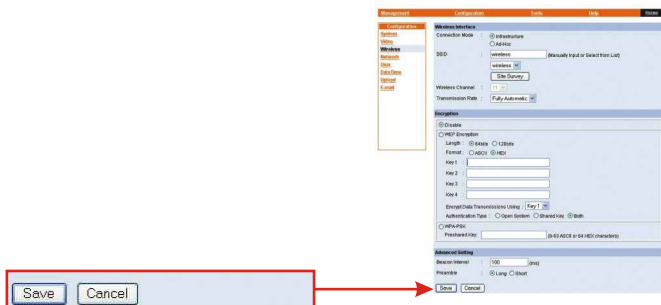 Management Configuration Tools Help Home
Configuration
System
Video
Wireless
Network
User
Date/Time
Upload
E-mail
Wireless Interface
Connection Mode : Infrastructure
Ad-Hoc
SSID : wireless (Manually Input or Select from List)
wireless
Site Survey
Wireless Channel : 11
Transmission Rate : Fully Automatic
Encryption
Disable
WEP Encryption
Length : 64bits 128bits
Format : ASCII HEX
Key 1 :
Key 2 :
Key 3 :
Key 4 :
Encrypt Data Transmissions Using : Key 1
Authentication Type : Open System Shared Key Both
WPA-PSK
Preshared Key: (8-63 ASCII or 64 HEX characters)
Advanced Setting
Beacon Interval : 100 (ms)
Preamble : Long Short
Save Cancel
Save Cancel